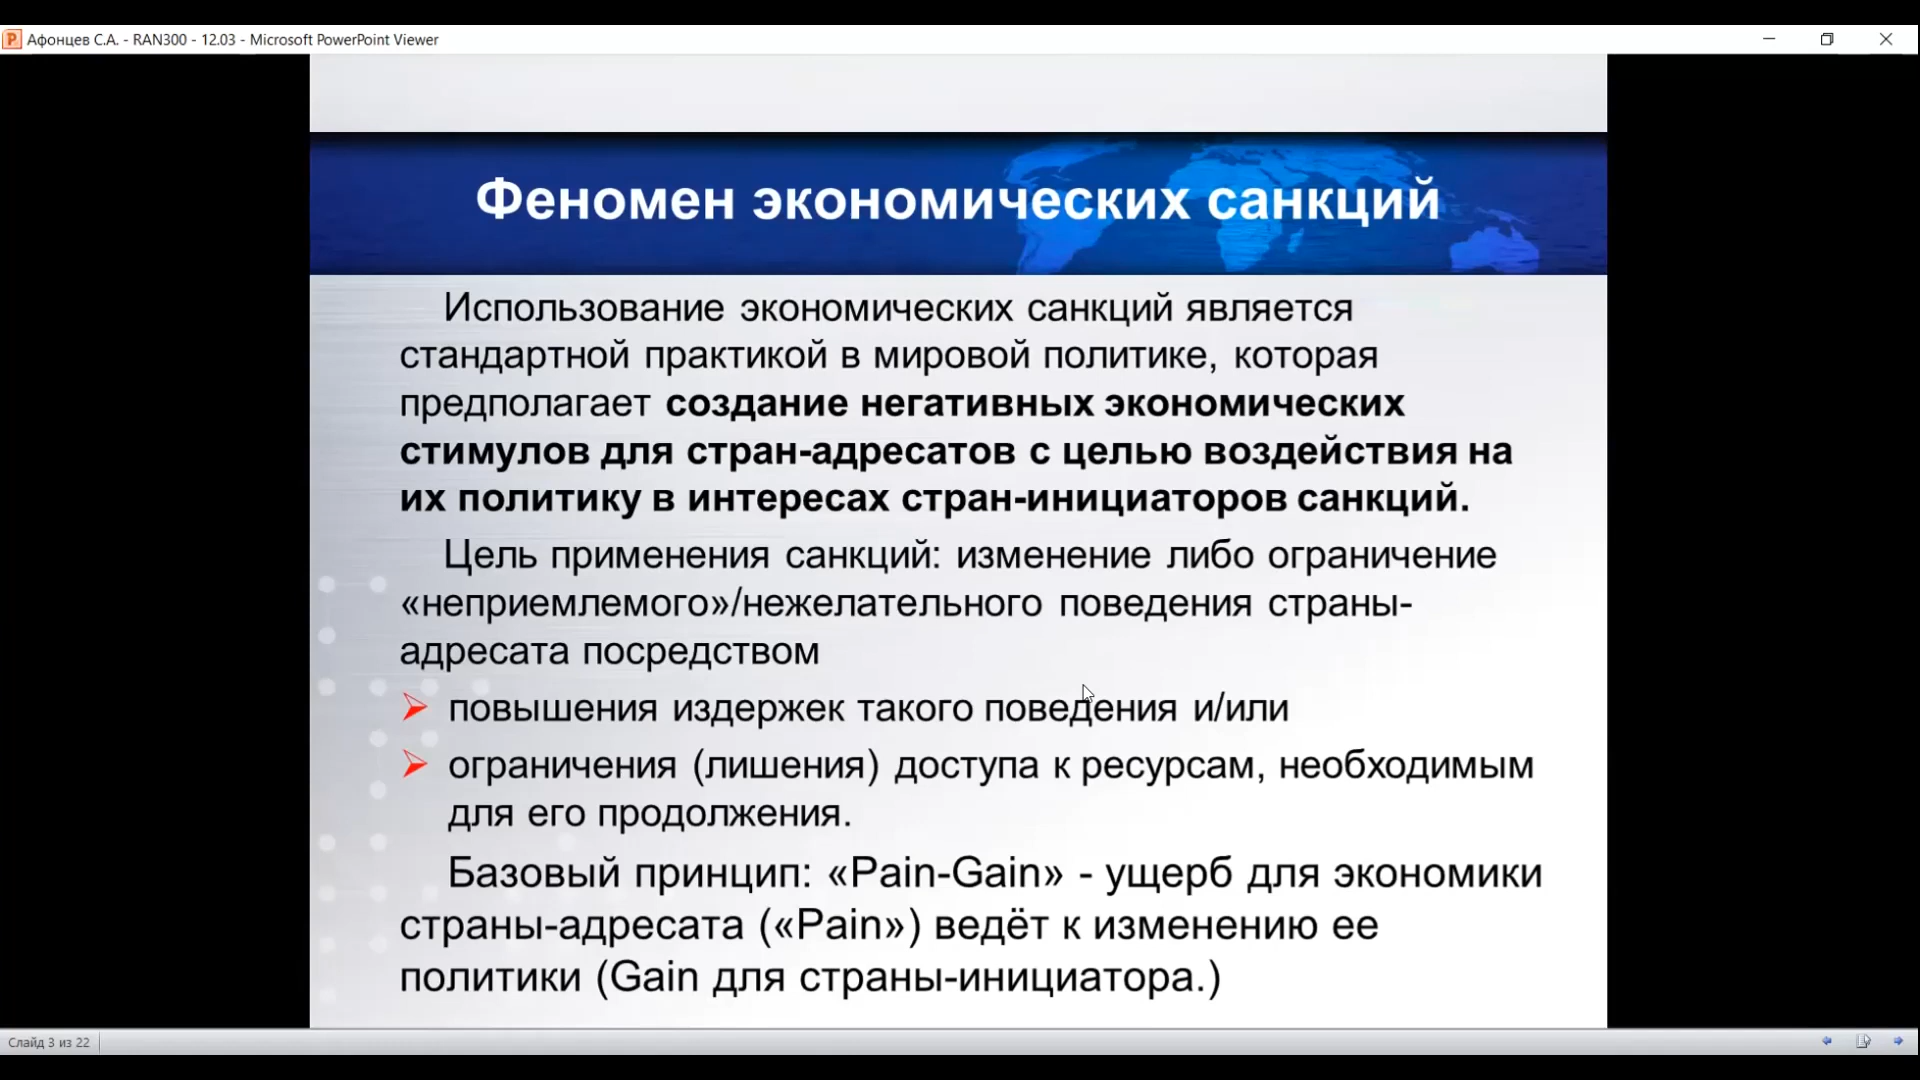 Афонцев С.А. - RAN300 - 12.03 - Microsoft PowerPoint Viewer
Феномен экономических санкций
Использование экономических санкций является
стандартной практикой в мировой политике, которая
предполагает создание негативных экономических
стимулов для стран-адресатов с целью воздействия на
их политику в интересах стран-инициаторов санкций.
Цель применения санкций: изменение либо ограничение
«неприемлемого»/нежелательного поведения страны-
адресата посредством
повышения издержек такого поведения и/или
ограничения (лишения) доступа к ресурсам, необходимым
для его продолжения.
Базовый принцип: «Pain-Gain» - ущерб для экономики
страны-адресата («Pain») ведёт к изменению ее
политики (Gain для страны-инициатора.)
Слайд 3 из 22